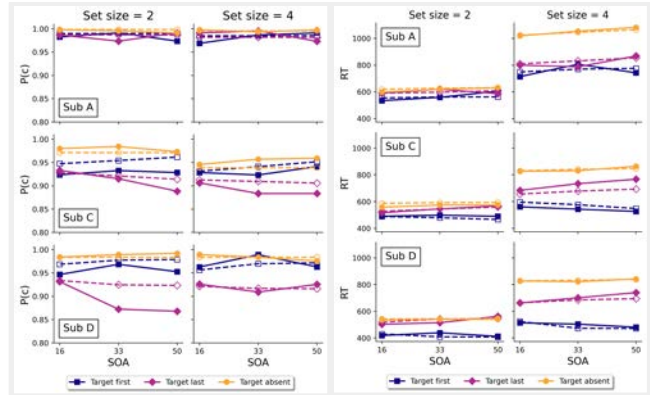 Set size = 2
Set size = 4
Set size = 2
Set size = 4
P(c)
1.00
0.95
0.90
0.85
0.80
Sub A
RT
1000
800
600
400
Sub A
P(c)
1.00
0.95
0.90
0.85
0.80
Sub C
RT
1000
800
600
400
Sub C
P(c)
1.00
0.95
0.90
0.85
0.80
Sub D
RT
1000
800
600
400
Sub D
16 33 50
16 33 50
16 33 50
16 33 50
SOA
SOA
SOA
SOA
Target first Target last Target absent
Target first Target last Target absent